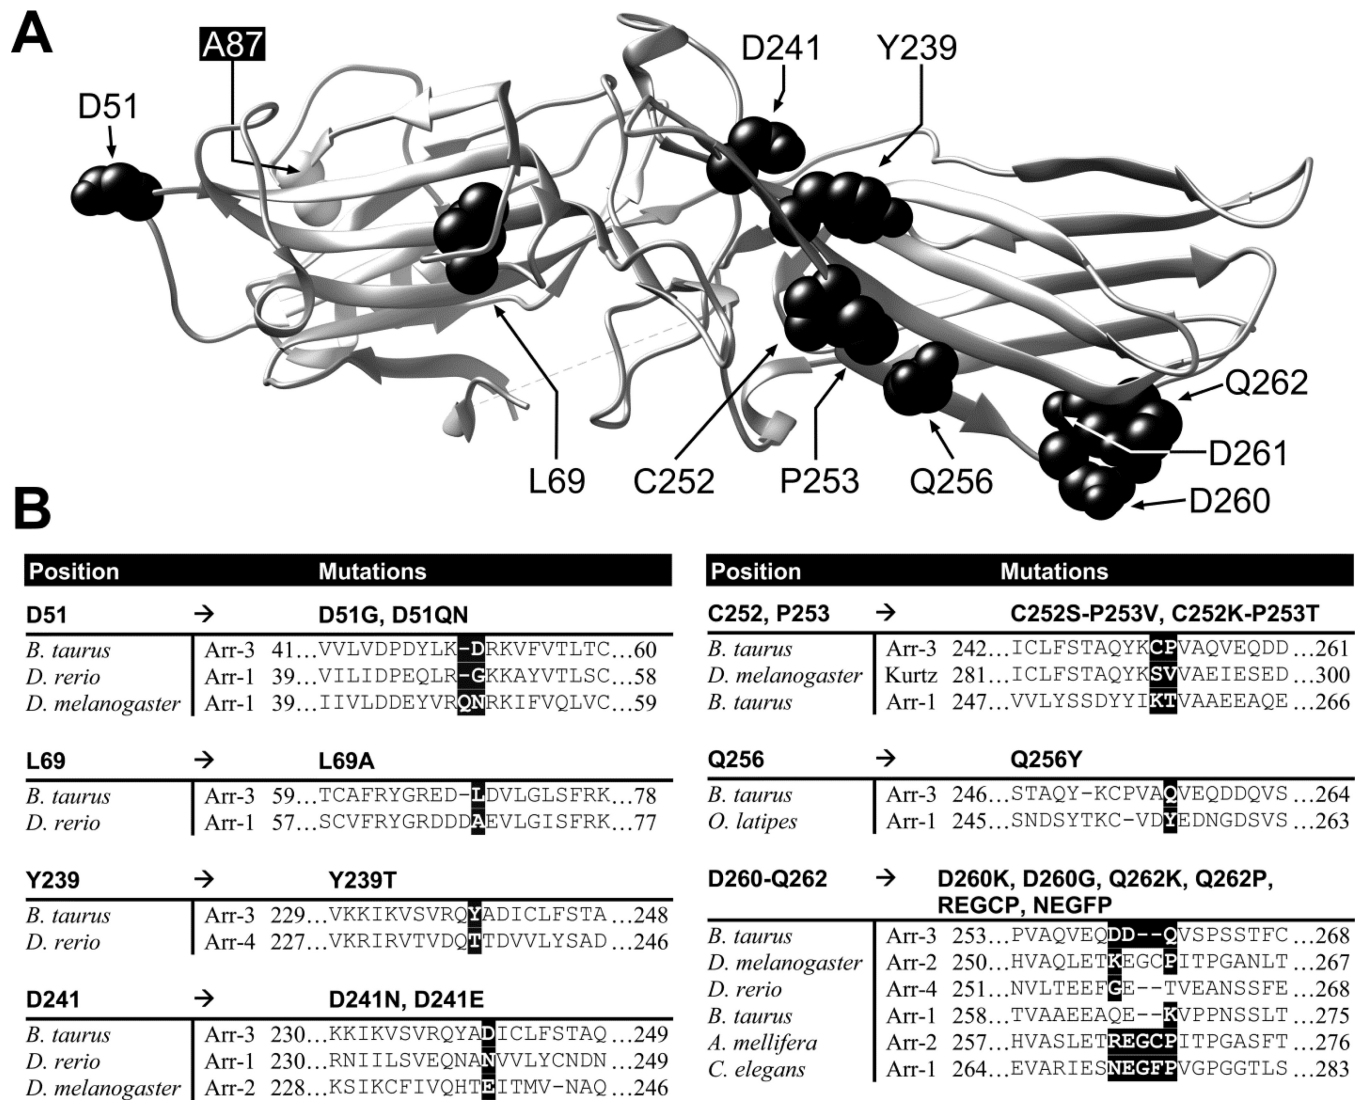 A
A87
D51
D241
Y239
L69
C252
P253
Q256
Q262
D261
D260
B
Position Mutations
D51 → D51G, D51QN
B. taurus Arr-3 41...VVLVDPDYLK-DRKVFVTLTC...60
D. rerio Arr-1 39...VILIDPEQLR-GKKAYVTLSC...58
D. melanogaster Arr-1 39...IIVLDDEYVRQNRKIFVQLVC...59
L69 → L69A
B. taurus Arr-3 59...TCAFRYGRED-LDVLGLSFRK...78
D. rerio Arr-1 57...SCVFRYGRDDDAEVLGISFRK...77
Y239 → Y239T
B. taurus Arr-3 229...VKKIKVSVRQYADICLFSTA...248
D. rerio Arr-4 227...VKRIRVTVDQTTDVVLYSAD...246
D241 → D241N, D241E
B. taurus Arr-3 230...KKIKVSVRQYADICLFSTAQ...249
D. rerio Arr-1 230...RNIILSVEQNANVVLYCNDN...249
D. melanogaster Arr-2 228...KSIKCFIVQHTEITMV-NAQ...246
Position Mutations
C252, P253 → C252S-P253V, C252K-P253T
B. taurus Arr-3 242...ICLFSTAQYKCPVAQVEQDD...261
D. melanogaster Kurtz 281...ICLFSTAQYKSVVAEIESED...300
B. taurus Arr-1 247...VVLYSSDYYIKTVAAEEAQE...266
Q256 → Q256Y
B. taurus Arr-3 246...STAQY-KCPVAQVEQDDQVS...264
O. latipes Arr-1 245...SNDSYTKC-VDYEDNGDSVS...263
D260-Q262 → D260K, D260G, Q262K, Q262P,
REGCP, NEGFP
B. taurus Arr-3 253...PVAQVEQDD--QVSPSSTFC...268
D. melanogaster Arr-2 250...HVAQLETKEGCPITPGANLT...267
D. rerio Arr-4 251...NVLTEEFGE--TVEANSSFE...268
B. taurus Arr-1 258...TVAAEEAQE--KVPPNSSLT...275
A. mellifera Arr-2 257...HVASLETREGCPITPGASFT...276
C. elegans Arr-1 264...EVARIESNEGFPVGPGGTLS...283